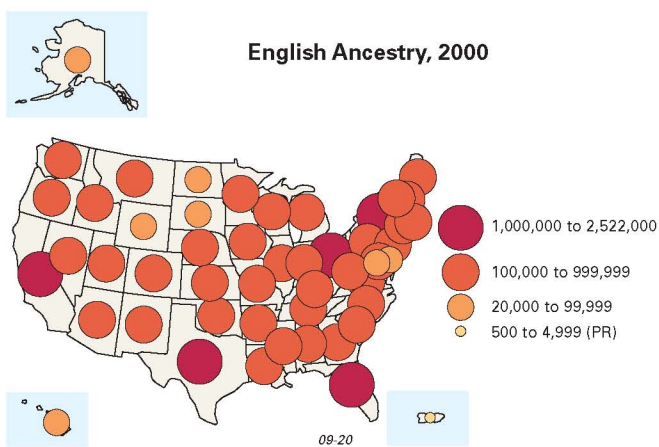 English Ancestry, 2000
1,000,000 to 2,522,000
100,000 to 999,999
20,000 to 99,999
500 to 4,999 (PR)
09-20